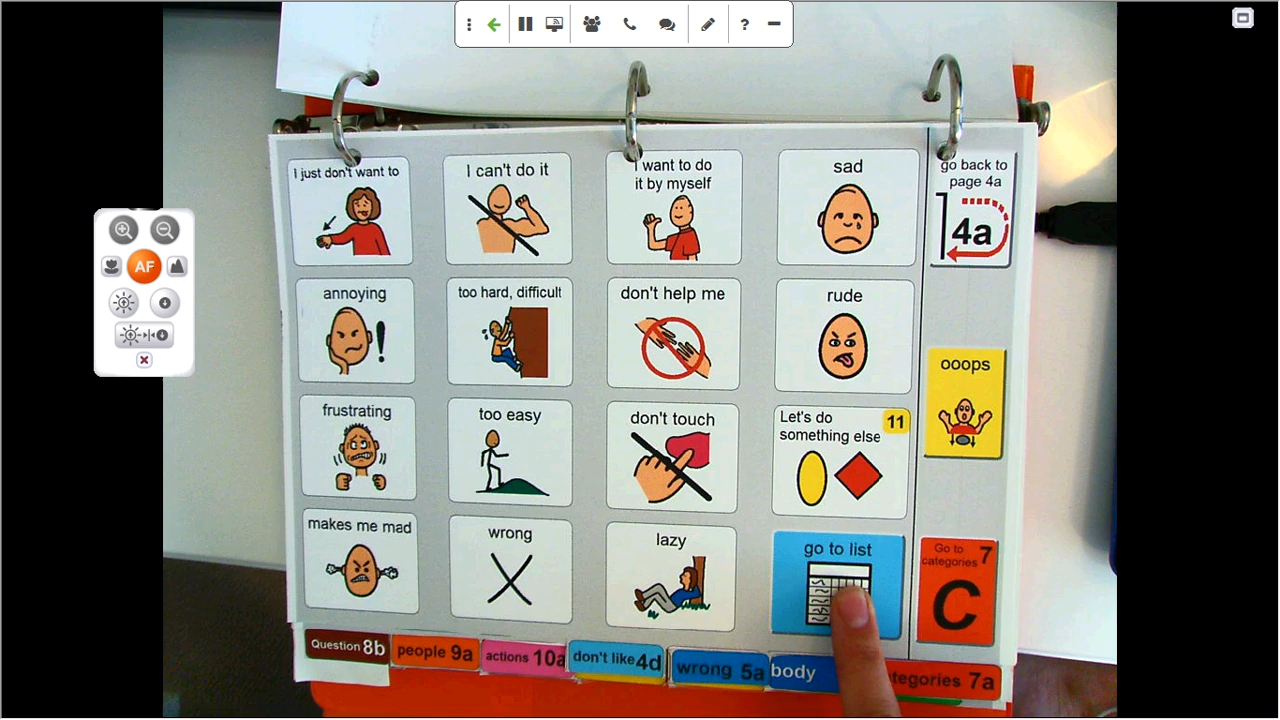 ?
AF
I just don't want to
I can't do it
I want to do
it by myself
sad
go back to
page 4a
4a
annoying
too hard, difficult
don't help me
rude
ooops
frustrating
too easy
don't touch
Let's do
something else
11
makes me mad
wrong
lazy
go to list
Go to
categories 7
C
Question 8b
people 9a
actions 10a
don't like 4d
wrong 5a
body
7a